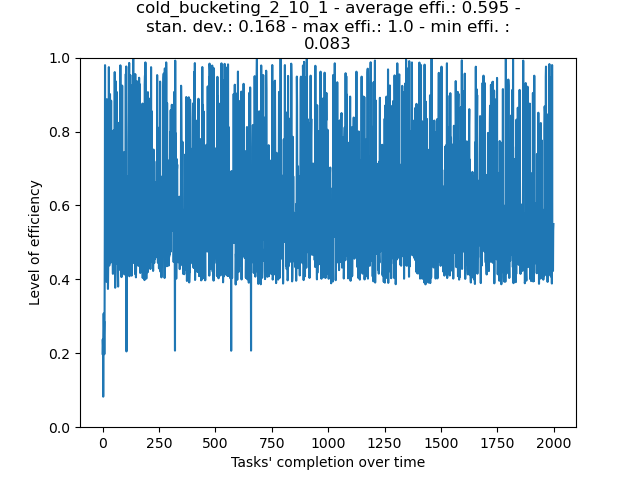 cold_bucketing_2_10_1 - average effi.: 0.595 -
stan. dev.: 0.168 - max effi.: 1.0 - min effi. :
0.083
1.0
0.8
0.6
0.4
0.2
0.0
Level of efficiency
0 250 500 750 1000 1250 1500 1750 2000
Tasks' completion over time